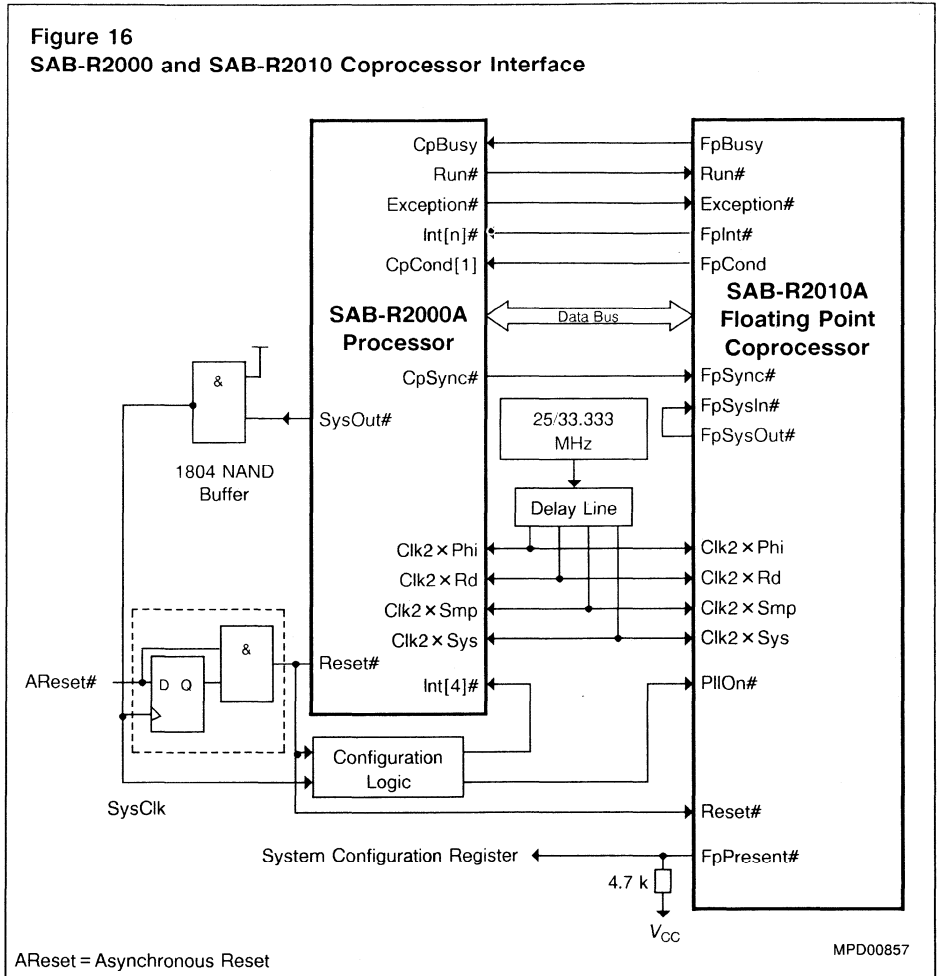 Figure 16
SAB-R2000 and SAB-R2010 Coprocessor Interface
CpBusy
FpBusy
Run#
Run#
Exception#
Exception#
Int[n]#
FpInt#
CpCond[1]
FpCond
SAB-R2000A
Processor
Data Bus
SAB-R2010A
Floating Point
Coprocessor
&
CpSync#
FpSync#
SysOut#
25/33.333
MHz
FpSysIn#
FpSysOut#
1804 NAND
Buffer
Delay Line
Clk2×Phi
Clk2×Phi
Clk2×Rd
Clk2×Rd
Clk2×Smp
Clk2×Smp
Clk2×Sys
Clk2×Sys
&
Reset#
AReset#
D Q
Int[4]#
PllOn#
Configuration
Logic
SysClk
Reset#
System Configuration Register
FpPresent#
4.7 k
VCC
AReset = Asynchronous Reset
MPD00857